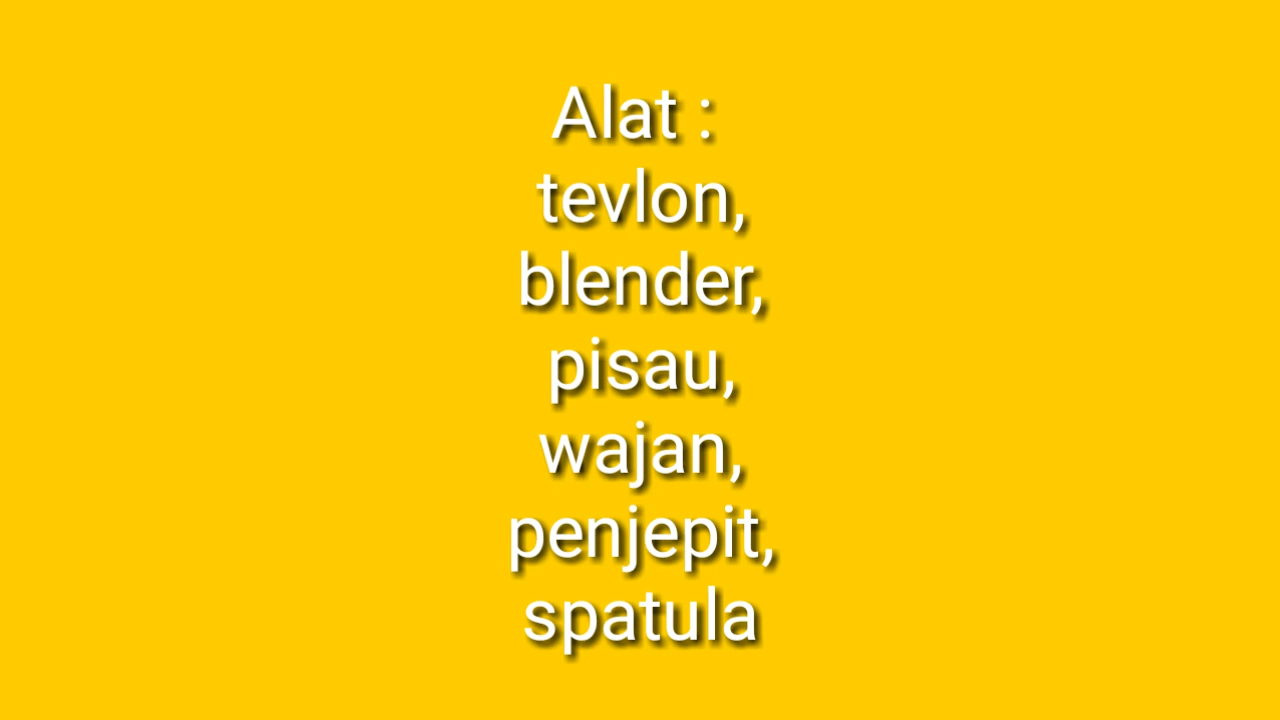 Alat :
tevlon,
blender,
pisau,
wajan,
penjepit,
spatula